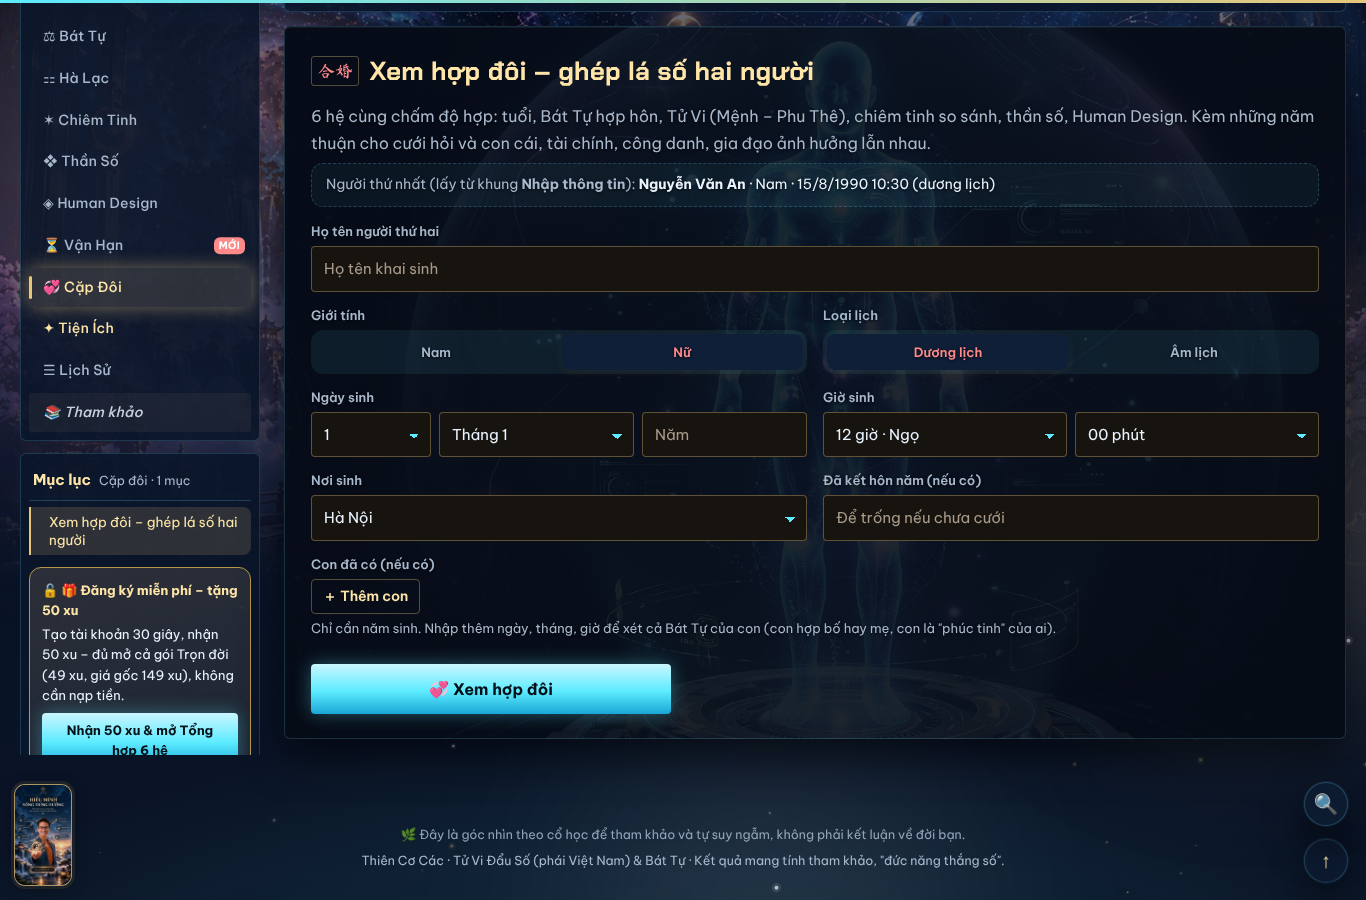 ⚖ Bát Tự
⚏ Hà Lạc
✶ Chiêm Tinh
❖ Thần Số
◈ Human Design
⏳ Vận Hạn MỚI
💞 Cặp Đôi
✦ Tiện Ích
☰ Lịch Sử
📚 Tham khảo
Mục lục Cặp đôi · 1 mục
Xem hợp đôi – ghép lá số hai
người
🔓 🎁 Đăng ký miễn phí – tặng
50 xu
Tạo tài khoản 30 giây, nhận
50 xu – đủ mở cả gói Trọn đời
(49 xu, giá gốc 149 xu), không
cần nạp tiền.
Nhận 50 xu & mở Tổng
hợp 6 hệ
合婚 Xem hợp đôi – ghép lá số hai người
6 hệ cùng chấm độ hợp: tuổi, Bát Tự hợp hôn, Tử Vi (Mệnh – Phu Thê), chiêm tinh so sánh, thần số, Human Design. Kèm những năm
thuận cho cưới hỏi và con cái, tài chính, công danh, gia đạo ảnh hưởng lẫn nhau.
Người thứ nhất (lấy từ khung Nhập thông tin): Nguyễn Văn An · Nam · 15/8/1990 10:30 (dương lịch)
Họ tên người thứ hai
Họ tên khai sinh
Giới tính Loại lịch
Nam Nữ Dương lịch Âm lịch
Ngày sinh Giờ sinh
1 Tháng 1 Năm 12 giờ · Ngọ 00 phút
Nơi sinh Đã kết hôn năm (nếu có)
Hà Nội Để trống nếu chưa cưới
Con đã có (nếu có)
+ Thêm con
Chỉ cần năm sinh. Nhập thêm ngày, tháng, giờ để xét cả Bát Tự của con (con hợp bố hay mẹ, con là "phúc tinh" của ai).
💞 Xem hợp đôi
🌿 Đây là góc nhìn theo cổ học để tham khảo và tự suy ngẫm, không phải kết luận về đời bạn.
Thiên Cơ Các · Tử Vi Đẩu Số (phái Việt Nam) & Bát Tự · Kết quả mang tính tham khảo, "đức năng thắng số".